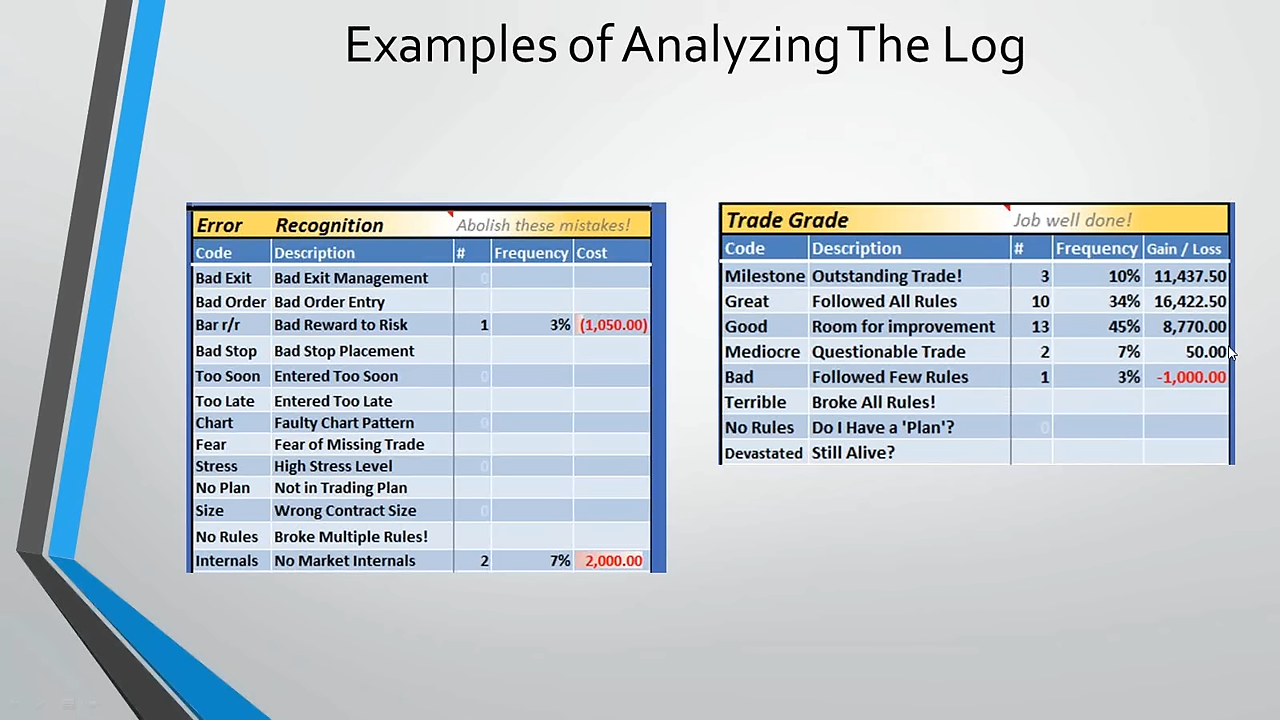 Examples of Analyzing The Log
Error Recognition Abolish these mistakes!
Code Description # Frequency Cost
Bad Exit Bad Exit Management 0
Bad Order Bad Order Entry
Bar r/r Bad Reward to Risk 1 3% (1,050.00)
Bad Stop Bad Stop Placement
Too Soon Entered Too Soon 0
Too Late Entered Too Late
Chart Faulty Chart Pattern 0
Fear Fear of Missing Trade
Stress High Stress Level 0
No Plan Not in Trading Plan
Size Wrong Contract Size 0
No Rules Broke Multiple Rules!
Internals No Market Internals 2 7% 2,000.00
Trade Grade Job well done!
Code Description # Frequency Gain / Loss
Milestone Outstanding Trade! 3 10% 11,437.50
Great Followed All Rules 10 34% 16,422.50
Good Room for improvement 13 45% 8,770.00
Mediocre Questionable Trade 2 7% 50.00
Bad Followed Few Rules 1 3% -1,000.00
Terrible Broke All Rules!
No Rules Do I Have a 'Plan'? 0
Devastated Still Alive?